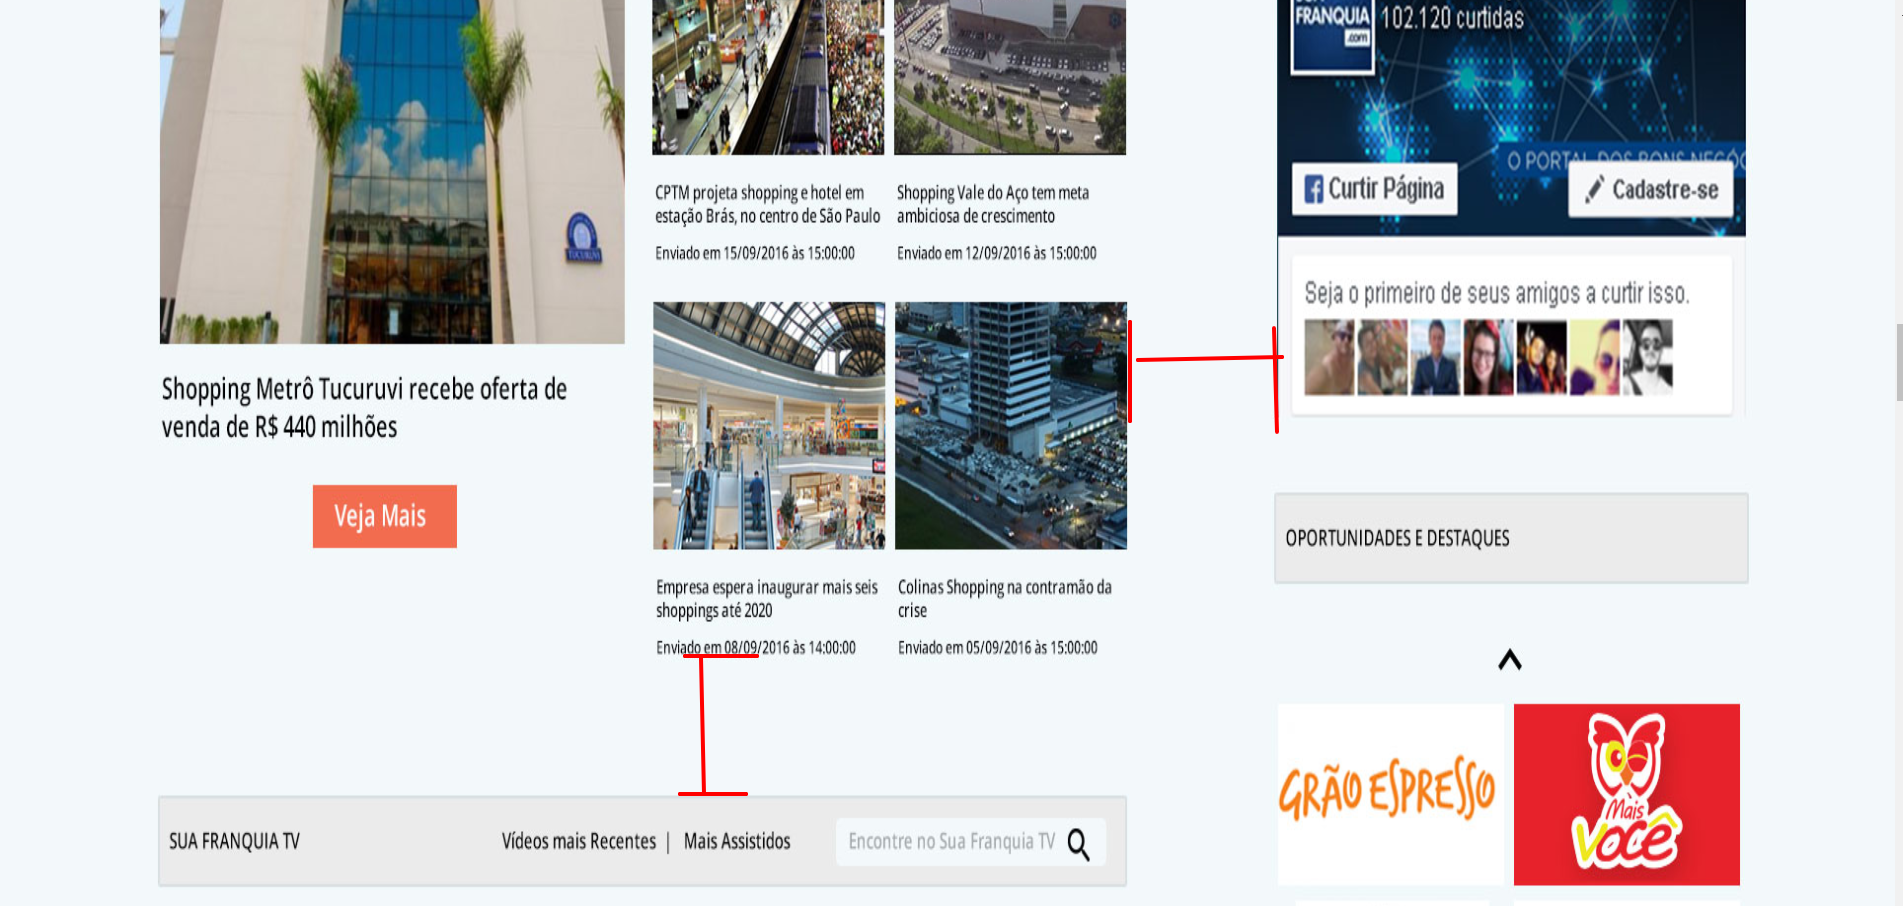 TUCURUVI
Shopping Metrô Tucuruvi recebe oferta de
venda de R$ 440 milhões
Veja Mais
CPTM projeta shopping e hotel em
estação Brás, no centro de São Paulo
Enviado em 15/09/2016 às 15:00:00
Shopping Vale do Aço tem meta
ambiciosa de crescimento
Enviado em 12/09/2016 às 15:00:00
Empresa espera inaugurar mais seis
shoppings até 2020
Enviado em 08/09/2016 às 14:00:00
Colinas Shopping na contramão da
crise
Enviado em 05/09/2016 às 15:00:00
SUA FRANQUIA TV
Vídeos mais Recentes | Mais Assistidos
Encontre no Sua Franquia TV
FRANQUIA
.com
102.120 curtidas
O PORTAL DOS BONS NEGÓC
Curtir Página
Cadastre-se
Seja o primeiro de seus amigos a curtir isso.
OPORTUNIDADES E DESTAQUES
GRÃO ESPRESSO
Mais
Você